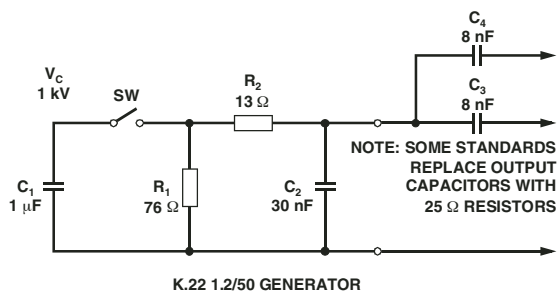 C4
8 nF
VC
1 kV
SW
R2
13 Ω
C3
8 nF
NOTE: SOME STANDARDS
REPLACE OUTPUT
CAPACITORS WITH
25 Ω RESISTORS
C1
1 μF
R1
76 Ω
C2
30 nF
K.22 1.2/50 GENERATOR